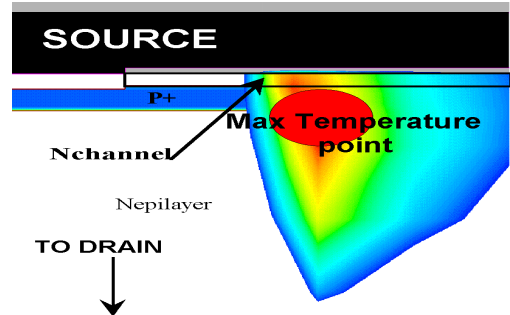 SOURCE
P+
Max Temperature
point
Nchannel
Nepilayer
TO DRAIN